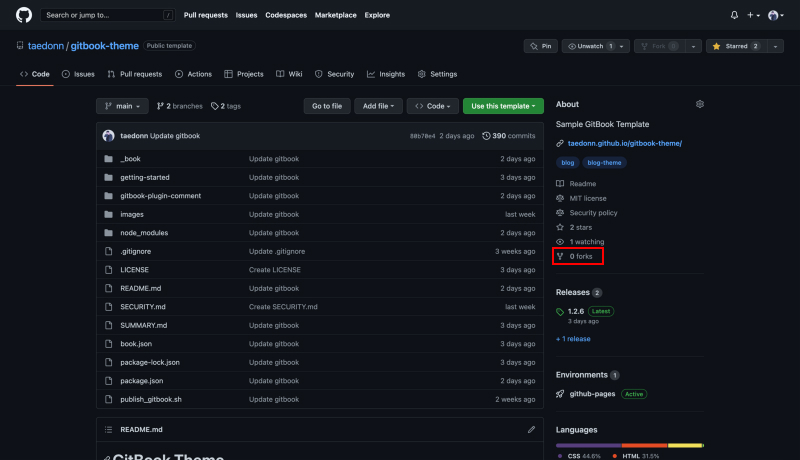 Search or jump to... /
Pull requests Issues Codespaces Marketplace Explore
taedonn / gitbook-theme Public template
Pin Unwatch 1 Fork 0 Starred 2
Code Issues Pull requests Actions Projects Wiki Security Insights Settings
main 2 branches 2 tags Go to file Add file Code Use this template
taedonn Update gitbook 80b70e4 2 days ago 390 commits
_book Update gitbook 2 days ago
getting-started Update gitbook 3 days ago
gitbook-plugin-comment Update gitbook 2 days ago
images Update gitbook last week
node_modules Update gitbook 2 days ago
.gitignore Update .gitignore 3 weeks ago
LICENSE Create LICENSE 3 days ago
README.md Update gitbook 2 days ago
SECURITY.md Create SECURITY.md last week
SUMMARY.md Update gitbook 3 days ago
book.json Update gitbook 3 days ago
package-lock.json Update gitbook 3 days ago
package.json Update gitbook 2 days ago
publish_gitbook.sh Update gitbook 2 weeks ago
README.md
GitBook Theme
About
Sample GitBook Template
taedonn.github.io/gitbook-theme/
blog blog-theme
Readme
MIT license
Security policy
2 stars
1 watching
0 forks
Releases 2
1.2.6 Latest
3 days ago
+ 1 release
Environments 1
github-pages Active
Languages
CSS 44.6% HTML 31.5%